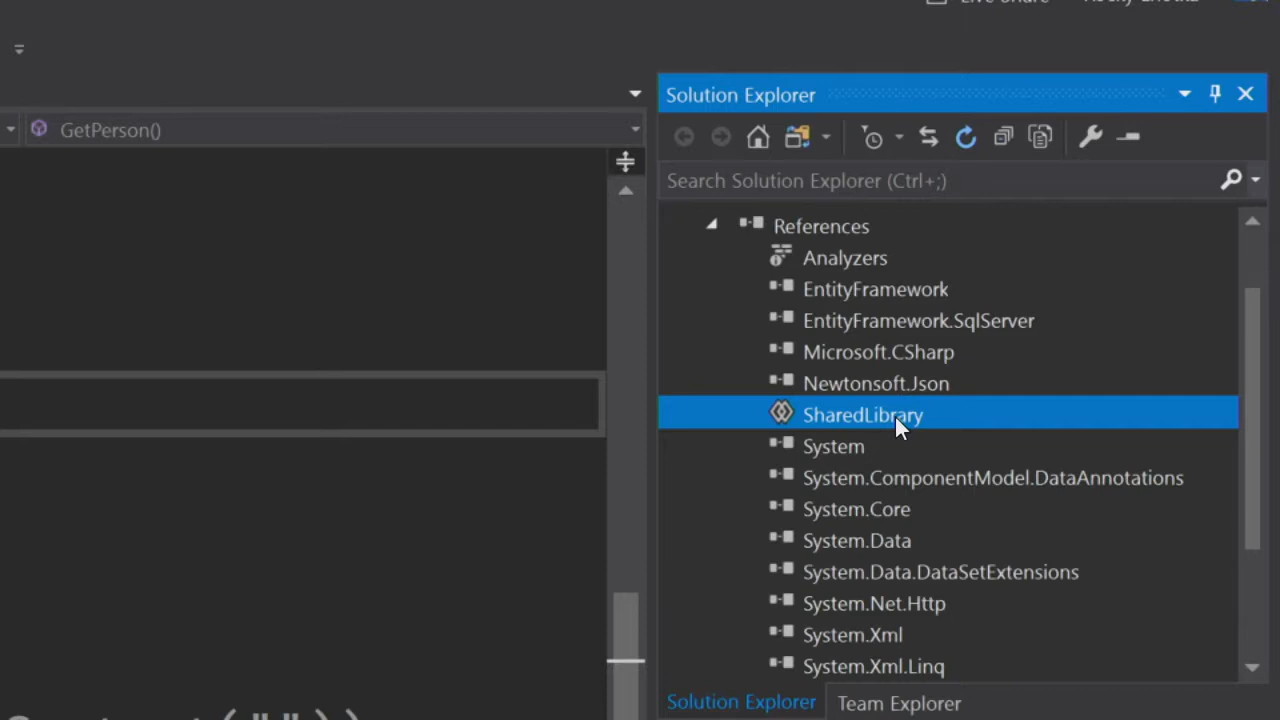 Live Share
GetPerson()
Solution Explorer
Search Solution Explorer (Ctrl+;)
References
Analyzers
EntityFramework
EntityFramework.SqlServer
Microsoft.CSharp
Newtonsoft.Json
SharedLibrary
System
System.ComponentModel.DataAnnotations
System.Core
System.Data
System.Data.DataSetExtensions
System.Net.Http
System.Xml
System.Xml.Linq
Solution Explorer
Team Explorer